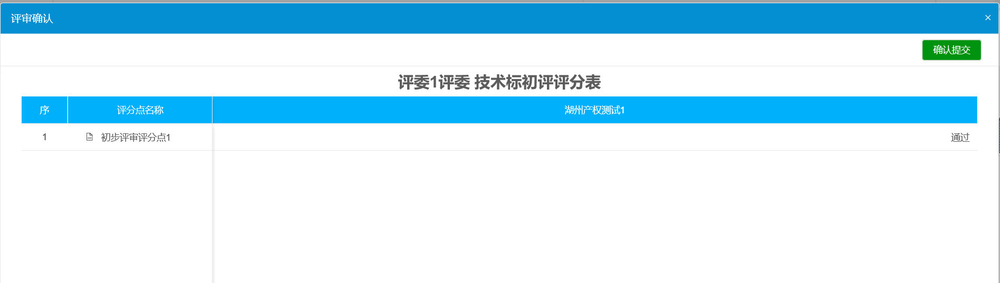 评审确认
确认提交
评委1评委 技术标初评评分表
序 评分点名称 湖州产权测试1
1 初步评审评分点1 通过